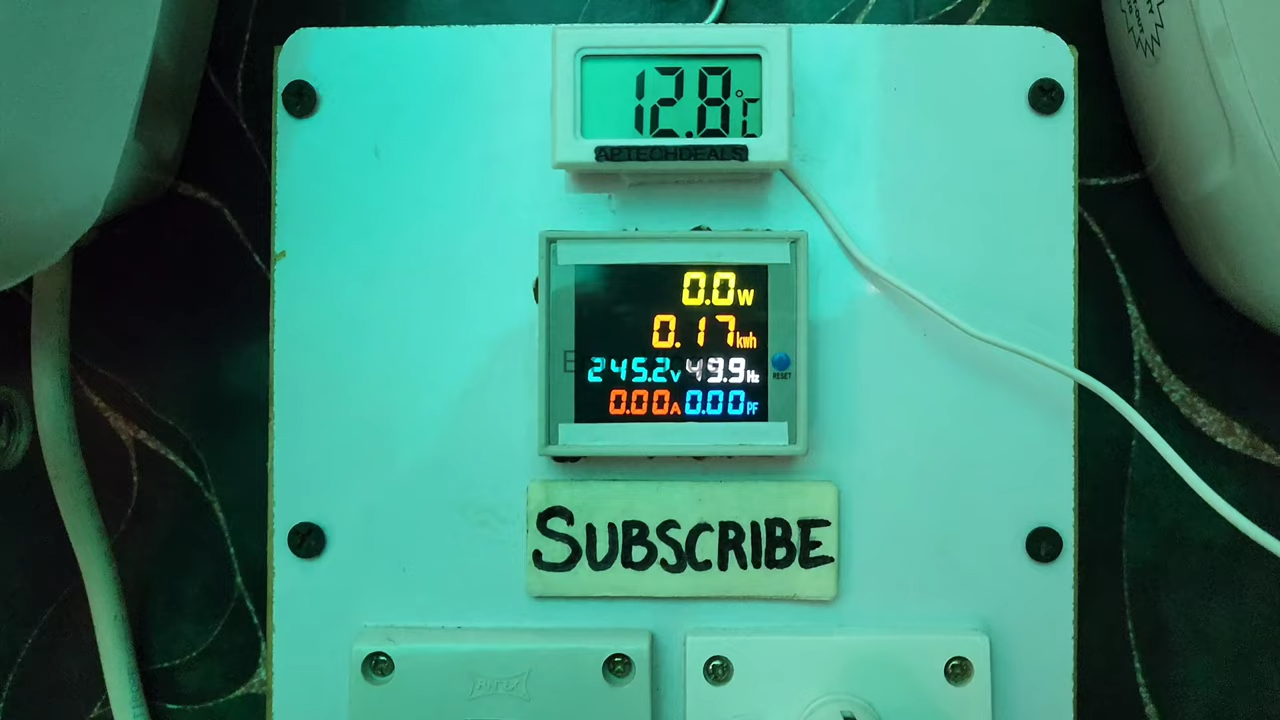 12.8°C
APTECHDEALS
0.0W
0.17kwh
245.2V 49.9Hz
RESET
0.00A 0.00PF
SUBSCRIBE